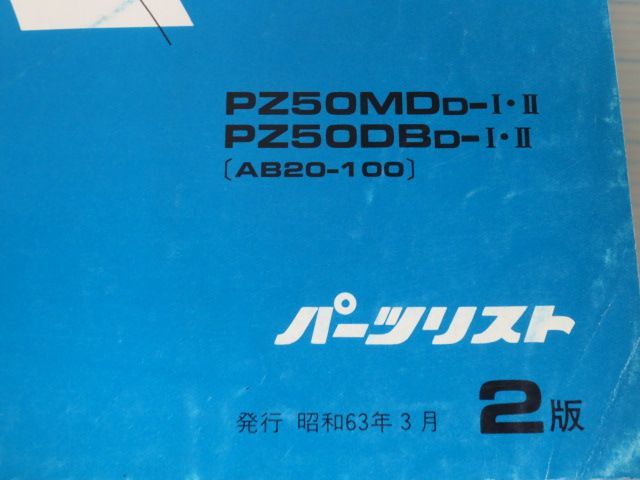 PZ50MDD-I・II
PZ50DBD-I・II
〔AB20-100〕
パーツリスト
発行 昭和63年3月 2版